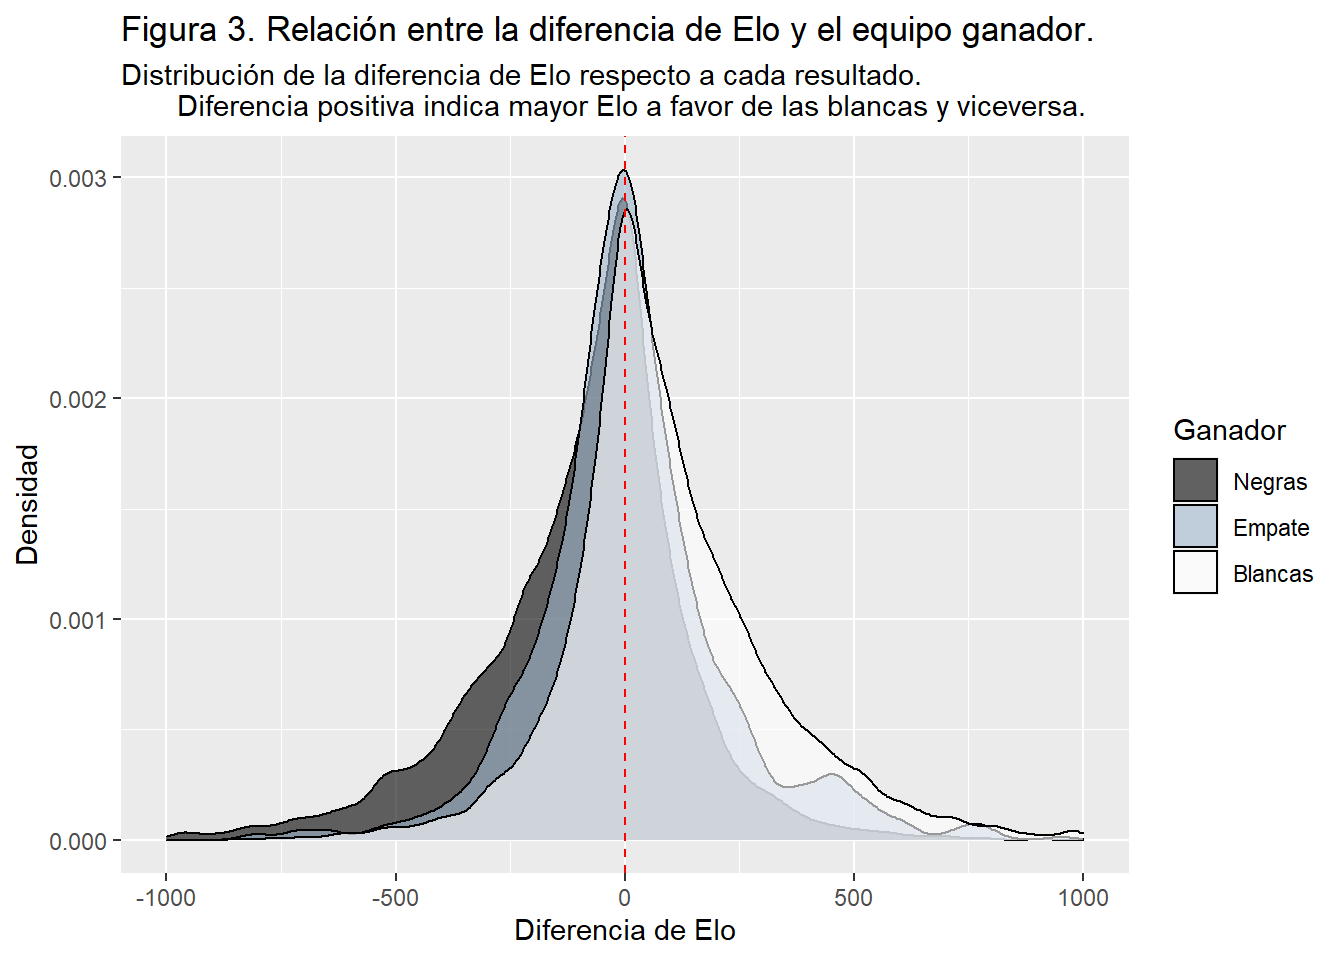 Figura 3. Relación entre la diferencia de Elo y el equipo ganador.
Distribución de la diferencia de Elo respecto a cada resultado.
Diferencia positiva indica mayor Elo a favor de las blancas y viceversa.
0.003
0.002
0.001
0.000
Densidad
-1000
-500
0
500
1000
Diferencia de Elo
Ganador
Negras
Empate
Blancas